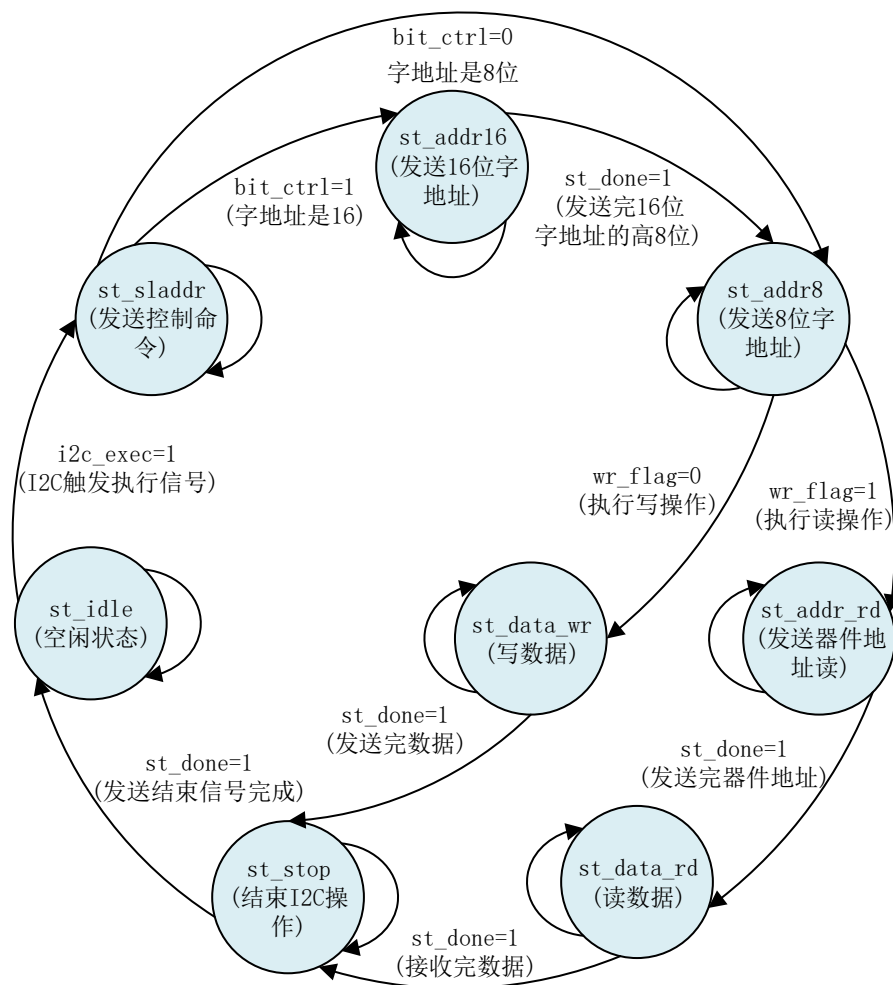 bit_ctrl=0
字地址是8位
st_addr16
(发送16位字
地址)
bit_ctrl=1
(字地址是16)
st_done=1
(发送完16位
字地址的高8位)
st_sladdr
(发送控制命
令)
st_addr8
(发送8位字
地址)
i2c_exec=1
(I2C触发执行信号)
wr_flag=0
(执行写操作)
wr_flag=1
(执行读操作)
st_idle
(空闲状态)
st_data_wr
(写数据)
st_addr_rd
(发送器件地
址读)
st_done=1
(发送完数据)
st_done=1
(发送结束信号完成)
st_done=1
(发送完器件地址)
st_stop
(结束I2C操
作)
st_data_rd
(读数据)
st_done=1
(接收完数据)